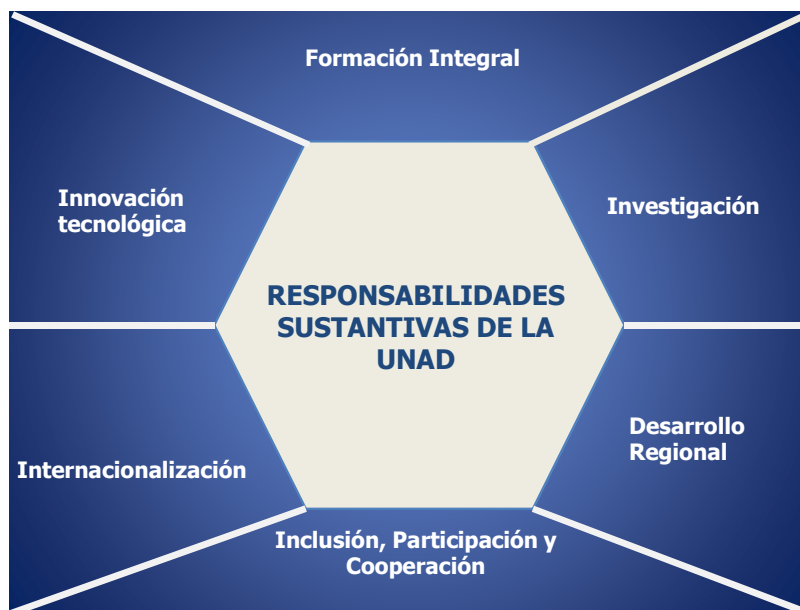 Formación Integral
Innovación
tecnológica
Investigación
RESPONSABILIDADES
SUSTANTIVAS DE LA
UNAD
Internacionalización
Desarrollo
Regional
Inclusión, Participación y
Cooperación